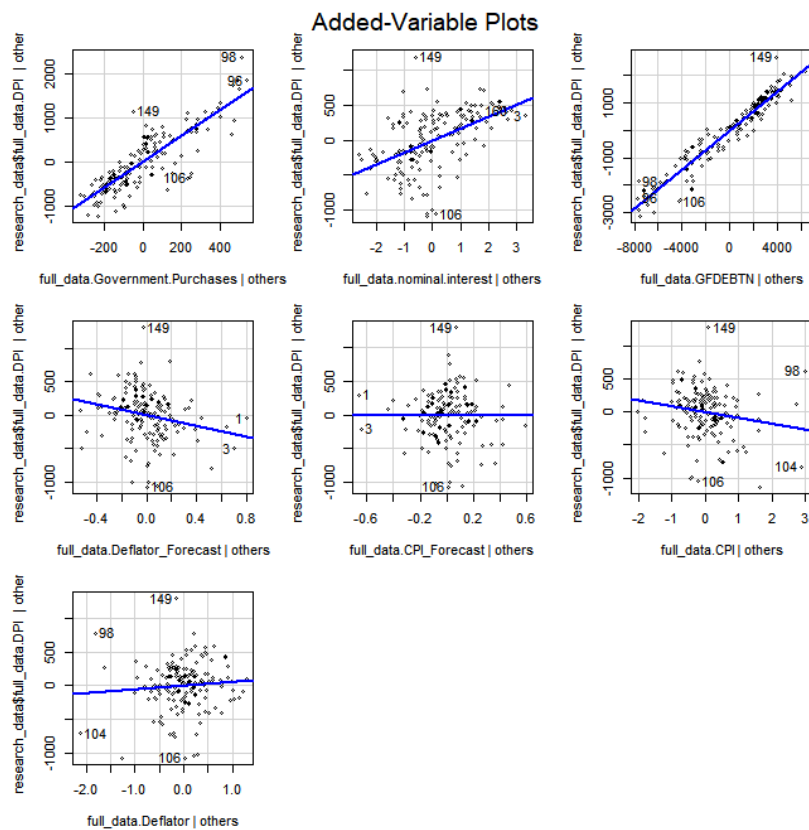 Added-Variable Plots
research_data$full_data.DPI | other
-1000 0 1000 2000
98
96
149
106
-200 0 200 400
full_data.Government.Purchases | others
research_data$full_data.DPI | other
-1000 0 500
149
3
106
-2 -1 0 1 2 3
full_data.nominal.interest | others
research_data$full_data.DPI | other
-3000 -1000 0 1000
149
98
96
106
-8000 -4000 0 4000
full_data.GFDEBTN | others
research_data$full_data.DPI | other
-1000 0 500
149
1
3
106
-0.4 0.0 0.4 0.8
full_data.Deflator_Forecast | others
research_data$full_data.DPI | other
-1000 0 500
149
1
3
106
-0.6 -0.2 0.2 0.6
full_data.CPI_Forecast | others
research_data$full_data.DPI | other
-1000 0 500
149
98
104
106
-2 -1 0 1 2 3
full_data.CPI | others
research_data$full_data.DPI | other
-1000 0 500
149
98
104
106
-2.0 -1.0 0.0 1.0
full_data.Deflator | others